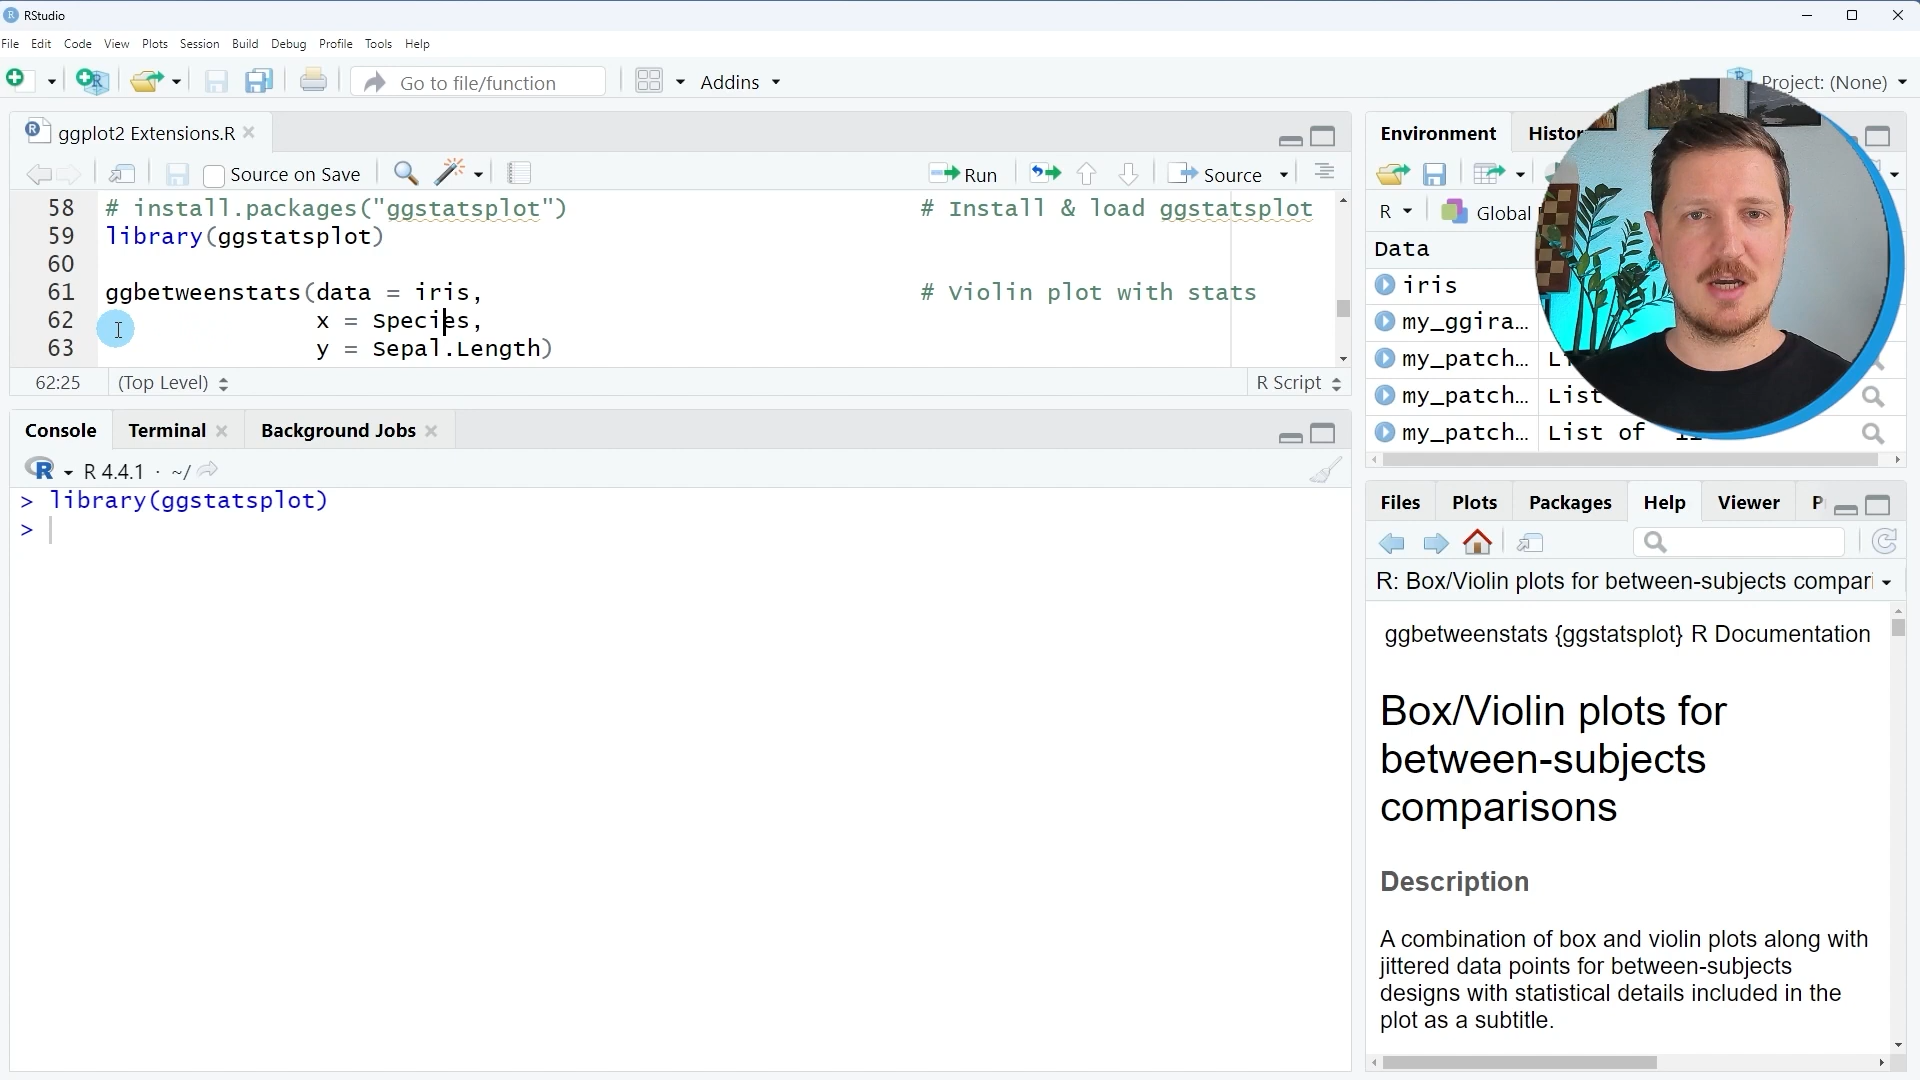 RStudio
File Edit Code View Plots Session Build Debug Profile Tools Help
Go to file/function
Addins
Project: (None)
ggplot2 Extensions.R
Source on Save
Run
Source
58 # install.packages("ggstatsplot") # Install & load ggstatsplot
59 library(ggstatsplot)
60
61 ggbetweenstats(data = iris, # Violin plot with stats
62 x = Species,
63 y = Sepal.Length)
62:25 (Top Level) R Script
Console Terminal Background Jobs
R 4.4.1 · ~/
> library(ggstatsplot)
>
Environment
R Global
Data
iris
my_ggira...
my_patch...
my_patch... List
my_patch... List of
Files Plots Packages Help Viewer
R: Box/Violin plots for between-subjects compari
ggbetweenstats {ggstatsplot} R Documentation
Box/Violin plots for
between-subjects
comparisons
Description
A combination of box and violin plots along with
jittered data points for between-subjects
designs with statistical details included in the
plot as a subtitle.